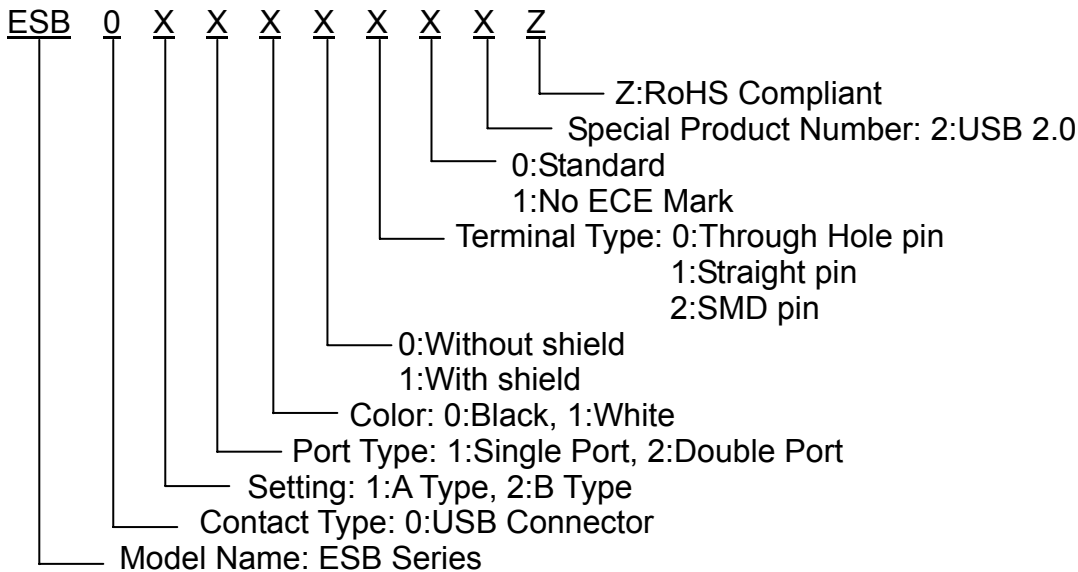 ESB 0 X X X X X X X Z
Z:RoHS Compliant
Special Product Number: 2:USB 2.0
0:Standard
1:No ECE Mark
Terminal Type: 0:Through Hole pin
1:Straight pin
2:SMD pin
0:Without shield
1:With shield
Color: 0:Black, 1:White
Port Type: 1:Single Port, 2:Double Port
Setting: 1:A Type, 2:B Type
Contact Type: 0:USB Connector
Model Name: ESB Series